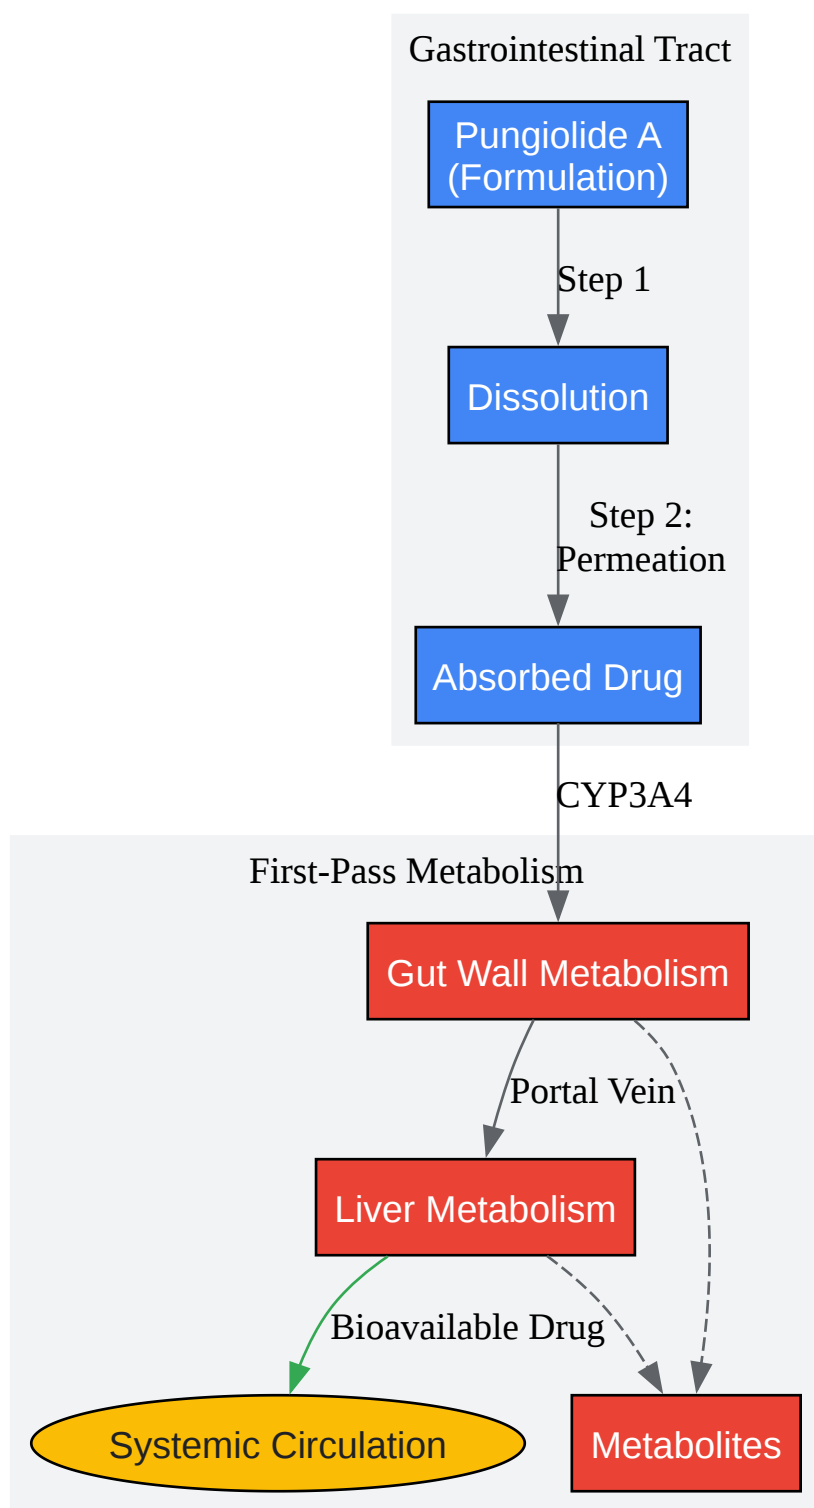 Gastrointestinal Tract
Pungiolide A
(Formulation)
Step 1
Dissolution
Step 2:
Permeation
Absorbed Drug
CYP3A4
First-Pass Metabolism
Gut Wall Metabolism
Portal Vein
Liver Metabolism
Bioavailable Drug
Systemic Circulation
Metabolites